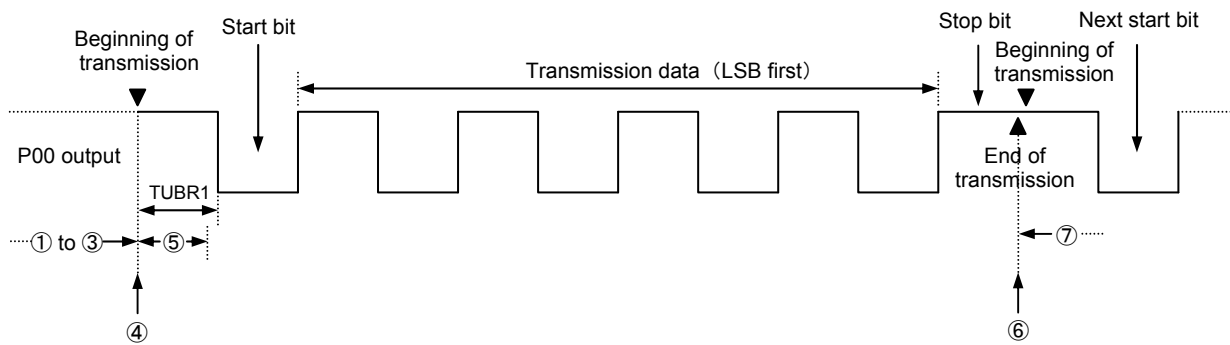 Beginning of
transmission
Start bit
Transmission data（LSB first）
Stop bit
Beginning of
transmission
Next start bit
P00 output
TUBR1
End of
transmission
① to ③
⑤
⑦
④
⑥